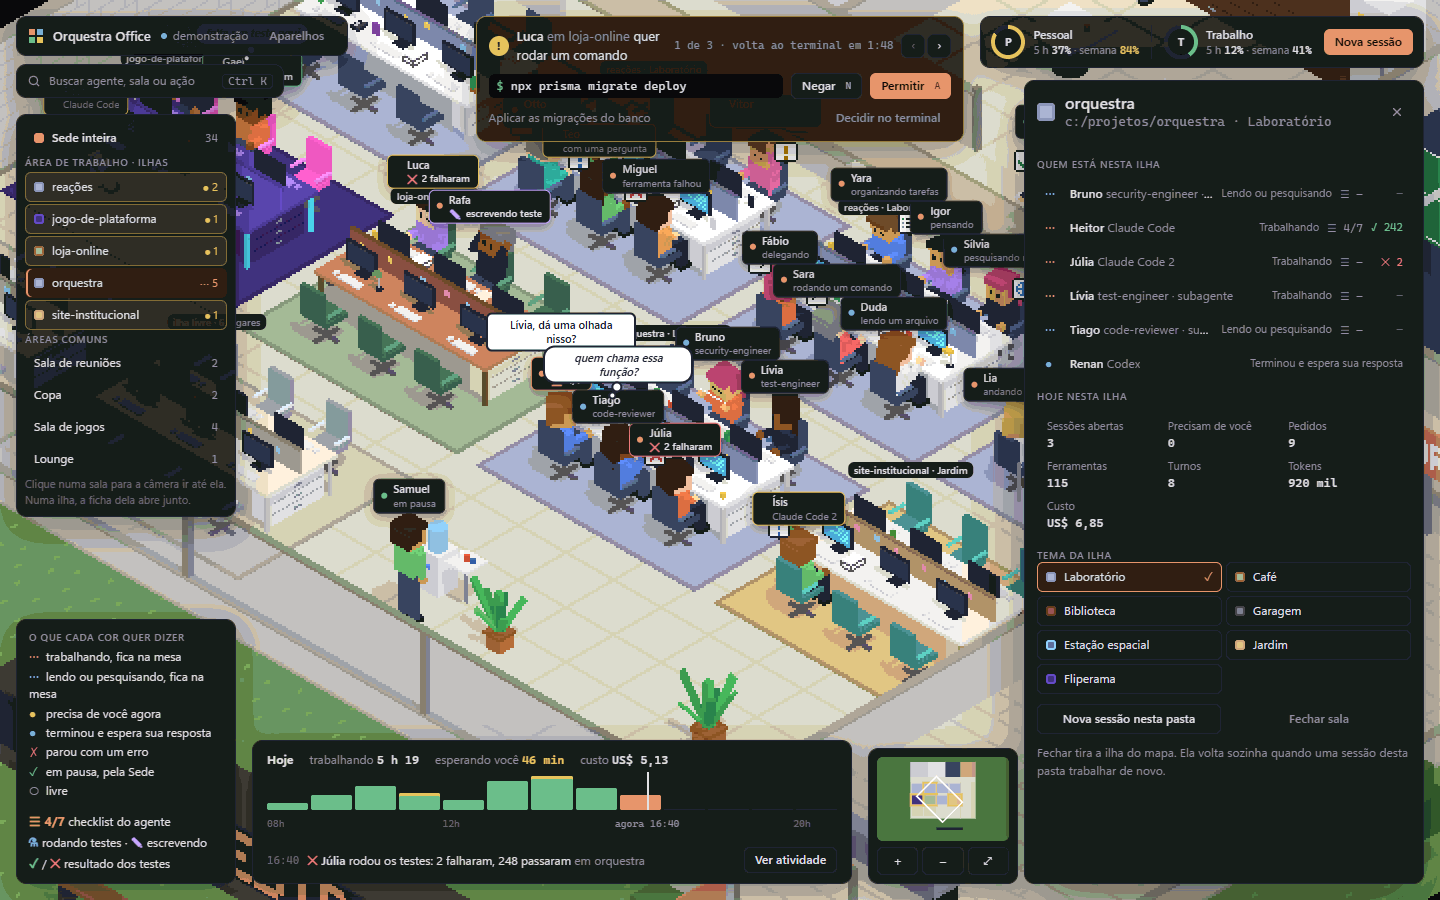 Orquestra Office
demonstração
Aparelhos
Buscar agente, sala ou ação
Ctrl K
Claude Code
Sede inteira 34
ÁREA DE TRABALHO · ILHAS
reações 2
jogo-de-plataforma 1
loja-online 1
orquestra 5
site-institucional 1
ÁREAS COMUNS
Sala de reuniões 2
Copa 2
Sala de jogos 4
Lounge 1
Clique numa sala para a câmera ir até ela.
Numa ilha, a ficha dela abre junto.
O QUE CADA COR QUER DIZER
trabalhando, fica na mesa
lendo ou pesquisando, fica na
mesa
precisa de você agora
terminou e espera sua resposta
parou com um erro
em pausa, pela Sede
livre
4/7 checklist do agente
rodando testes · escrevendo
/ resultado dos testes
Luca em loja-online quer
rodar um comando
1 de 3 · volta ao terminal em 1:48
$ npx prisma migrate deploy
Negar N
Permitir A
Aplicar as migrações do banco
Decidir no terminal
com uma pergunta
Luca
2 falharam
Rafa
escrevendo teste
Miguel
ferramenta falhou
Yara
organizando tarefas
Igor
pensando
Fábio
delegando
Sílvia
pesquisando
Sara
rodando um comando
Duda
lendo um arquivo
Lívia, dá uma olhada
nisso?
quem chama essa
função?
Bruno
security-engineer
Lívia
test-engineer
Lia
andando
Tiago
code-reviewer
Júlia
2 falharam
site-institucional · Jardim
Samuel
em pausa
Ísis
Claude Code 2
Hoje trabalhando 5 h 19 esperando você 46 min custo US$ 5,13
08h 12h agora 16:40 20h
16:40 Júlia rodou os testes: 2 falharam, 248 passaram em orquestra
Ver atividade
P
Pessoal
5 h 37% · semana 84%
T
Trabalho
5 h 12% · semana 41%
Nova sessão
orquestra
c:/projetos/orquestra · Laboratório
QUEM ESTÁ NESTA ILHA
Bruno security-engineer ·... Lendo ou pesquisando – –
Heitor Claude Code Trabalhando 4/7 ✓ 242
Júlia Claude Code 2 Trabalhando – 2
Lívia test-engineer · subagente Trabalhando – –
Tiago code-reviewer · su... Lendo ou pesquisando – –
Renan Codex Terminou e espera sua resposta
HOJE NESTA ILHA
Sessões abertas Precisam de você Pedidos
3 0 9
Ferramentas Turnos Tokens
115 8 920 mil
Custo
US$ 6,85
TEMA DA ILHA
Laboratório ✓ Café
Biblioteca Garagem
Estação espacial Jardim
Fliperama
Nova sessão nesta pasta
Fechar sala
Fechar tira a ilha do mapa. Ela volta sozinha quando uma sessão desta
pasta trabalhar de novo.